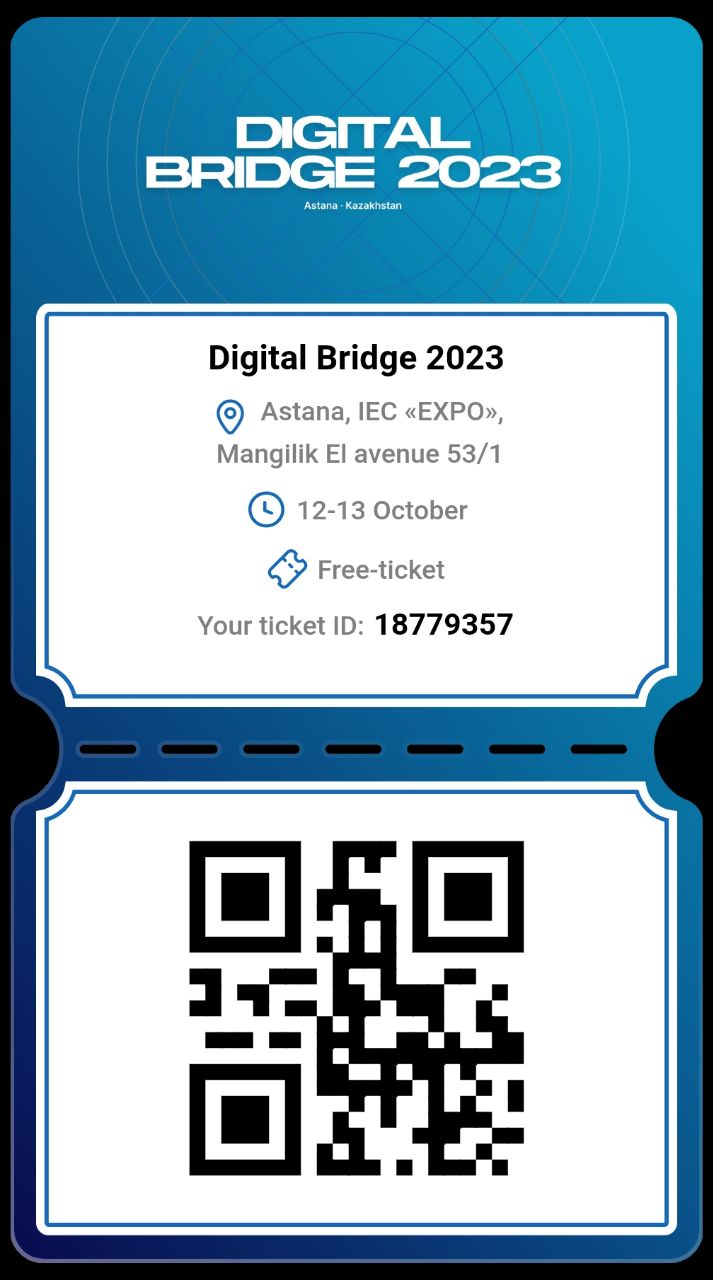 DIGITAL
BRIDGE 2023
Astana · Kazakhstan
Digital Bridge 2023
Astana, IEC «EXPO»,
Mangilik El avenue 53/1
12-13 October
Free-ticket
Your ticket ID: 18779357